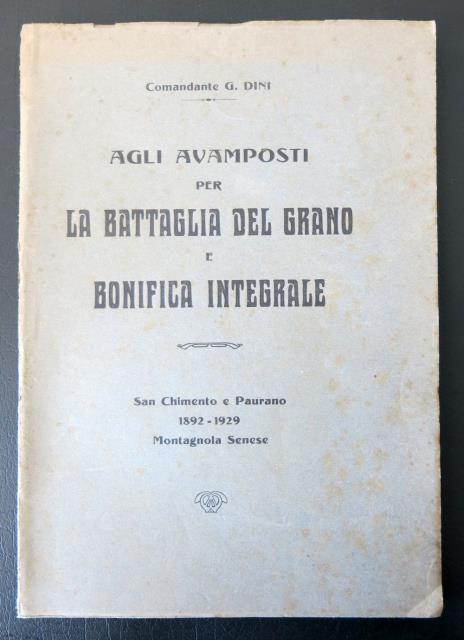 Comandante G. DINI
AGLI AVAMPOSTI
PER
LA BATTAGLIA DEL GRANO
E
BONIFICA INTEGRALE
San Chimento e Paurano
1892-1929
Montagnola Senese